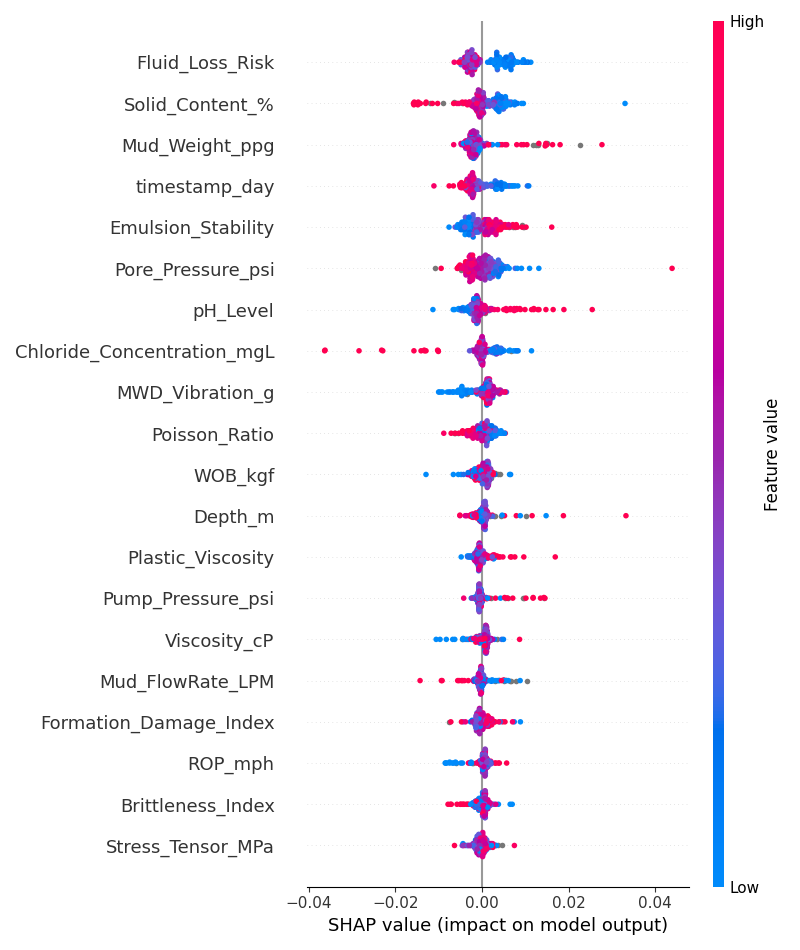 High
Fluid_Loss_Risk
Solid_Content_%
Mud_Weight_ppg
timestamp_day
Emulsion_Stability
Pore_Pressure_psi
pH_Level
Chloride_Concentration_mgL
MWD_Vibration_g
Poisson_Ratio
WOB_kgf
Depth_m
Plastic_Viscosity
Pump_Pressure_psi
Viscosity_cP
Mud_FlowRate_LPM
Formation_Damage_Index
ROP_mph
Brittleness_Index
Stress_Tensor_MPa
Feature value
Low
−0.04 −0.02 0.00 0.02 0.04
SHAP value (impact on model output)